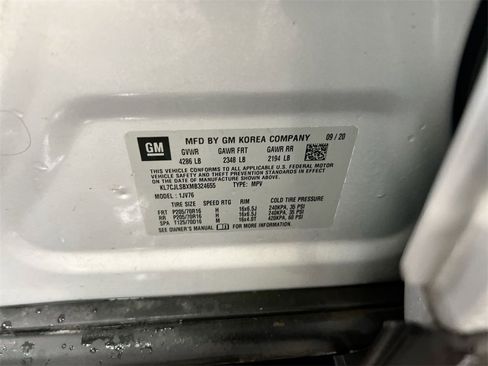 GM
MFD BY GM KOREA COMPANY 09/20
GVWR GAWR FRT GAWR RR
4286 LB 2348 LB 2194 LB
THIS VEHICLE CONFORMS TO ALL APPLICABLE U.S. FEDERAL MOTOR
VEHICLE SAFETY AND THEFT PREVENTION STANDARDS IN EFFECT ON
THE DATE OF MANUFACTURE SHOWN ABOVE.
KL7CJLSBXMB324655 TYPE: MPV
MODEL: 1JV76
TIRE SIZE SPEED RTG RIM COLD TIRE PRESSURE
FRT P205/70R16 H 16x6.5J 240KPA, 35 PSI
RR P205/70R16 H 16x6.5J 240KPA, 35 PSI
SPA T125/70D16 M 16x4.0T 420KPA, 60 PSI
SEE OWNER'S MANUAL FOR MORE INFORMATION.